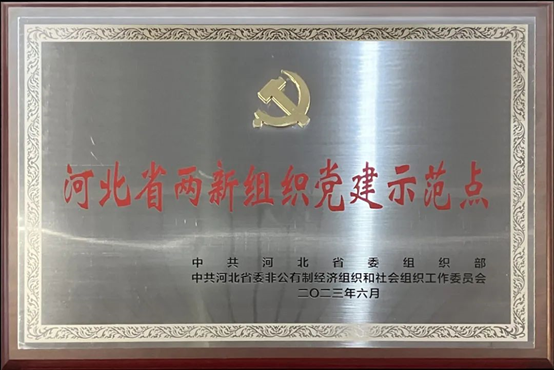 河北省两新组织党建示范点
中共河北省委组织部
中共河北省委非公有制经济组织和社会组织工作委员会
二〇二三年六月